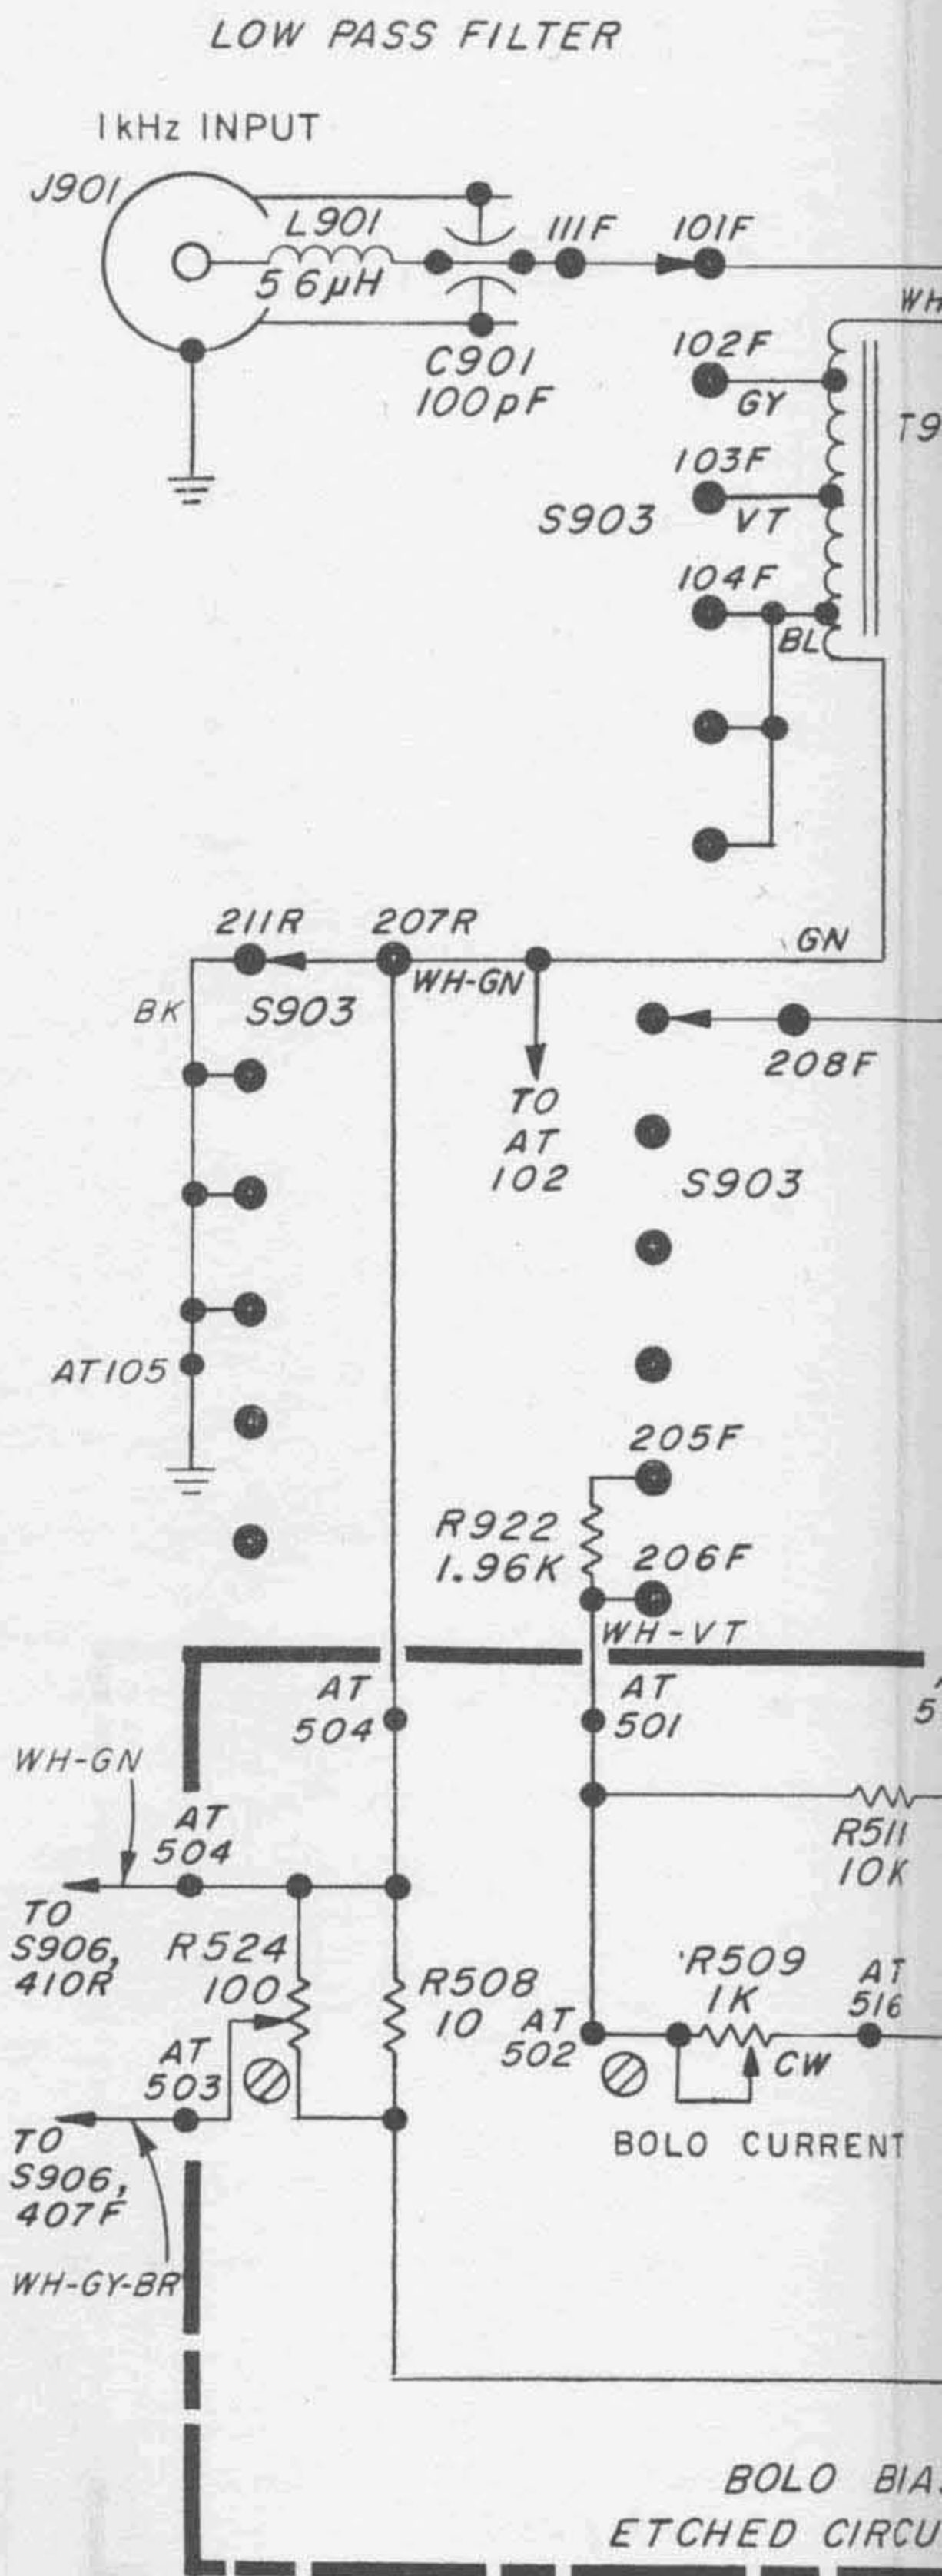 LOW PASS FILTER
1kHz INPUT
J901
L901
56µH
111F
101F
WH
C901
100pF
102F
GY
T9
103F
VT
S903
104F
BL
211R
207R
GN
WH-GN
BK
S903
208F
TO
AT
102
S903
AT105
205F
R922
1.96K
206F
WH-VT
AT
504
AT
501
5
WH-GN
AT
504
R511
10K
TO
S906,
410R
R524
100
R508
10
R509
1K
AT
516
AT
502
CW
AT
503
BOLO CURRENT
TO
S906,
407F
WH-GY-BR
BOLO BIA
ETCHED CIRCU